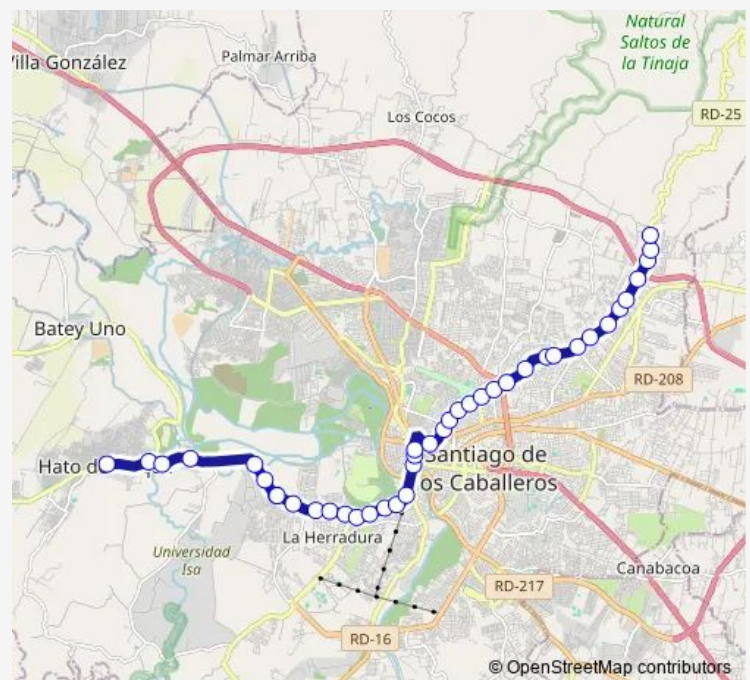 Natural
Saltos de
la Tinaja
Villa González
Palmar Arriba
RD-25
Los Cocos
Batey Uno
RD-208
Hato d
Santiago de
os Caballeros
La Herradura
Universidad
Isa
Canabacoa
RD-217
RD-16
© OpenStreetMap contributors